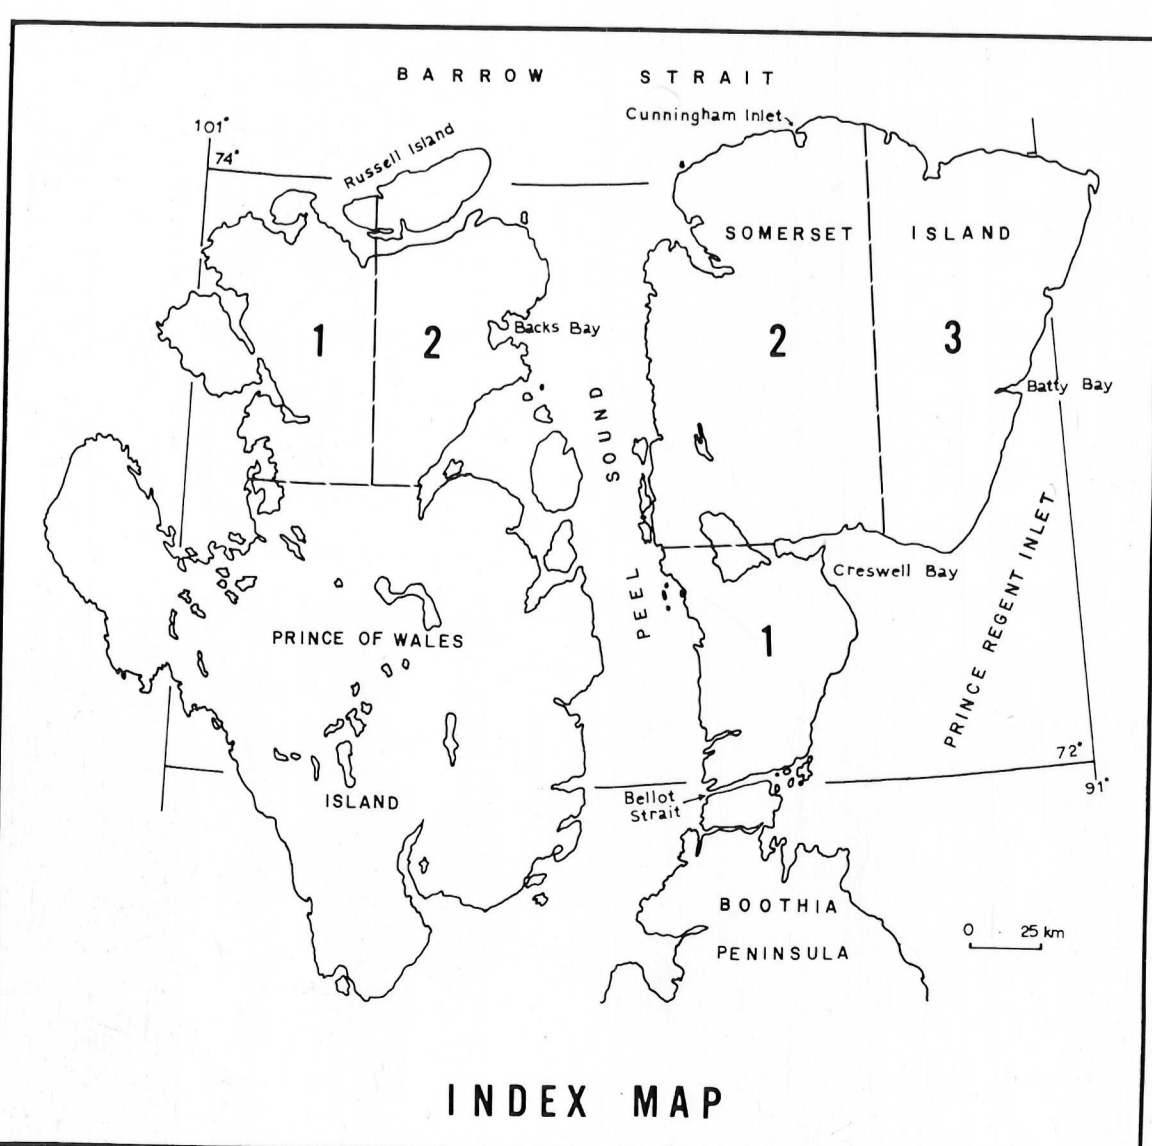 BARROW STRAIT
Cunningham Inlet
101°
74°
Russell Island
SOMERSET ISLAND
1
2
Backs Bay
2
3
Batty Bay
PEEL SOUND
Creswell Bay
PRINCE REGENT INLET
PRINCE OF WALES
1
ISLAND
72°
91°
Bellot
Strait
BOOTHIA
PENINSULA
0 25 km
INDEX MAP